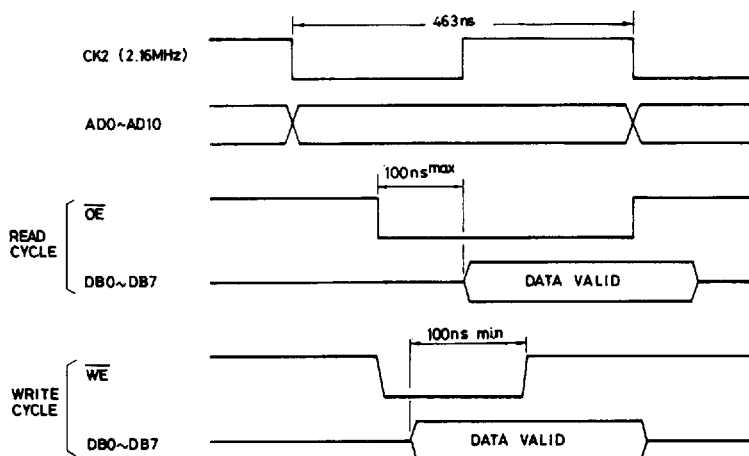 463ns
CK2 (2.16MHz)
AD0~AD10
100ns max
READ
CYCLE
OE
DB0~DB7
DATA VALID
100ns min
WRITE
CYCLE
WE
DB0~DB7
DATA VALID